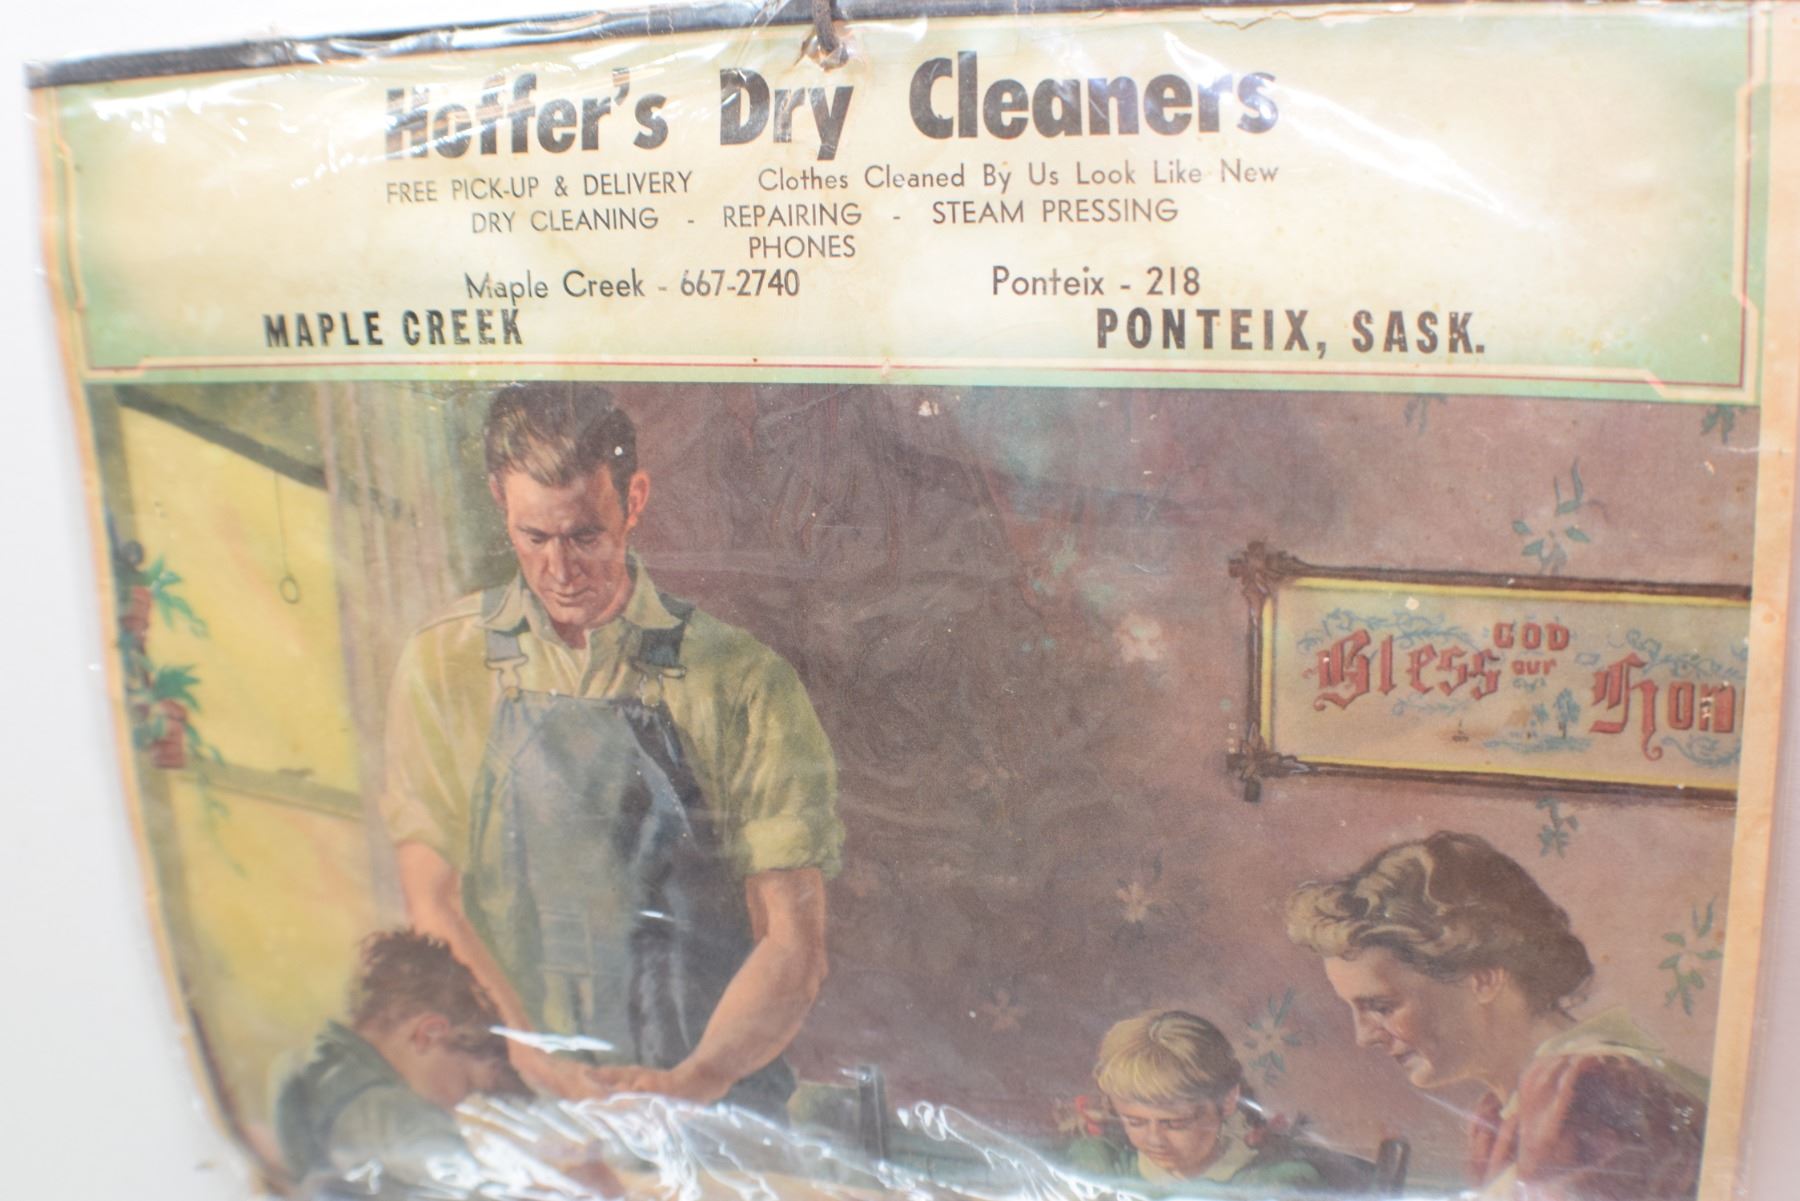 Hoffer's Dry Cleaners
FREE PICK-UP & DELIVERY Clothes Cleaned By Us Look Like New
DRY CLEANING - REPAIRING - STEAM PRESSING
PHONES
Maple Creek - 667-2740 Ponteix - 218
MAPLE CREEK PONTEIX, SASK.
Bless GOD our Hom